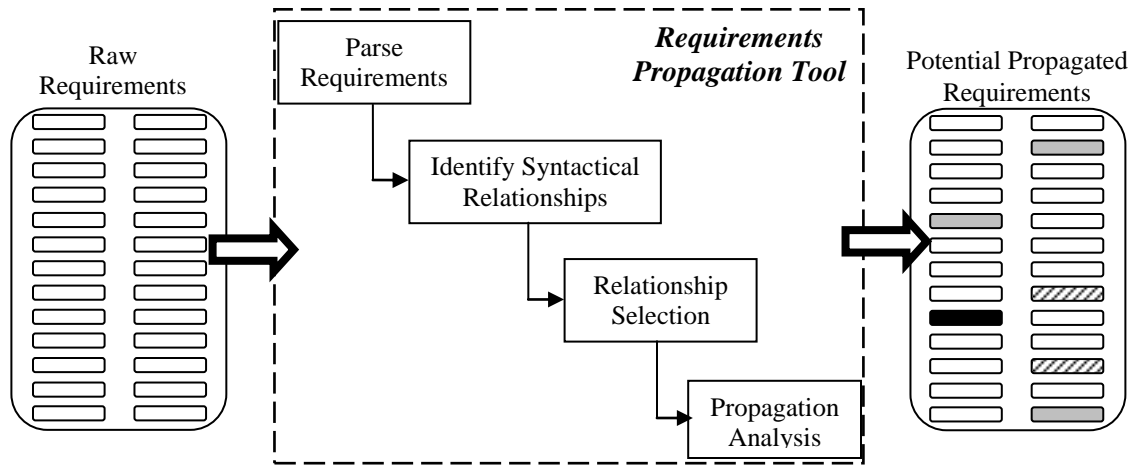 Raw
Requirements
Parse
Requirements
Requirements
Propagation Tool
Identify Syntactical
Relationships
Relationship
Selection
Propagation
Analysis
Potential Propagated
Requirements